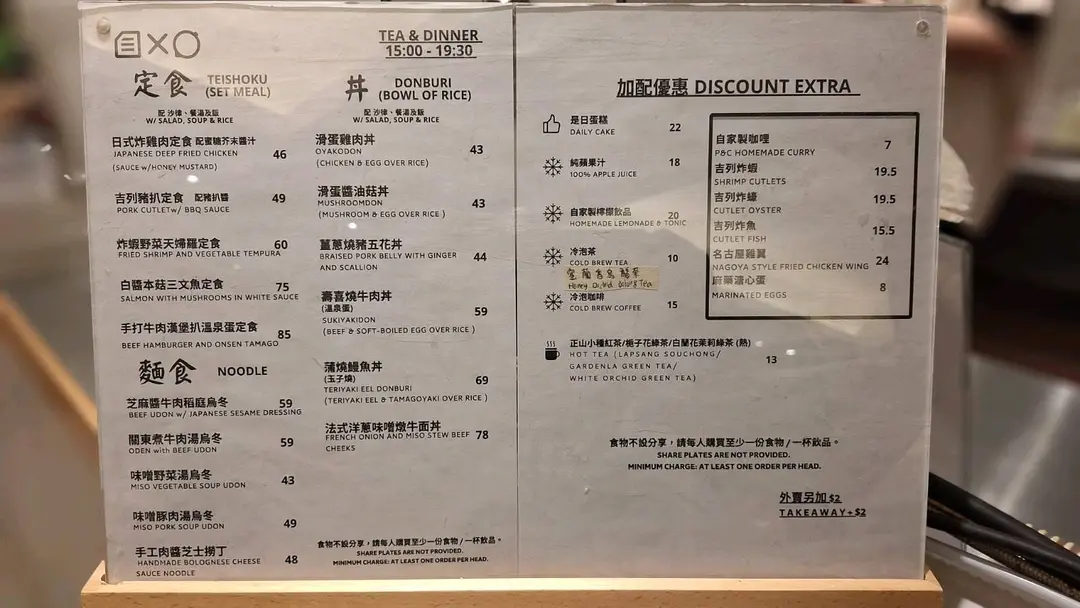 TEA & DINNER
15:00 - 19:30
定食 TEISHOKU
(SET MEAL)
配 沙律、餐湯及飯
W/ SALAD, SOUP & RICE
日式炸雞肉定食 配蜜糖芥末醬汁
JAPANESE DEEP FRIED CHICKEN 46
(SAUCE w/HONEY MUSTARD)
吉列豬扒定食 配豬扒醬 49
PORK CUTLETw/ BBQ SAUCE
炸蝦野菜天婦羅定食 60
FRIED SHRIMP AND VEGETABLE TEMPURA
白醬本菇三文魚定食 75
SALMON WITH MUSHROOMS IN WHITE SAUCE
手打牛肉漢堡扒溫泉蛋定食 85
BEEF HAMBURGER AND ONSEN TAMAGO
麵食 NOODLE
芝麻醬牛肉稻庭烏冬 59
BEEF UDON w/ JAPANESE SESAME DRESSING
關東煮牛肉湯烏冬 59
ODEN with BEEF UDON
味噌野菜湯烏冬 43
MISO VEGETABLE SOUP UDON
味噌豚肉湯烏冬 49
MISO PORK SOUP UDON
手工肉醬芝士撈丁 48
HANDMADE BOLOGNESE CHEESE
SAUCE NOODLE
丼 DONBURI
(BOWL OF RICE)
配 沙律、餐湯及飯
W/ SALAD, SOUP & RICE
滑蛋雞肉丼 43
OYAKODON
(CHICKEN & EGG OVER RICE)
滑蛋醬油菇丼 43
MUSHROOMDON
(MUSHROOM & EGG OVER RICE )
薑蔥燒豬五花丼 44
BRAISED PORK BELLY WITH GINGER
AND SCALLION
壽喜燒牛肉丼 59
(溫泉蛋)
SUKIYAKIDON
(BEEF & SOFT-BOILED EGG OVER RICE )
蒲燒鰻魚丼 69
(玉子燒)
TERIYAKI EEL DONBURI
(TERIYAKI EEL & TAMAGOYAKI OVER RICE )
法式洋蔥味噌燉牛面丼 78
FRENCH ONION AND MISO STEW BEEF
CHEEKS
食物不設分享，請每人購買至少一份食物 / 一杯飲品。
SHARE PLATES ARE NOT PROVIDED.
MINIMUM CHARGE: AT LEAST ONE ORDER PER HEAD.
加配優惠 DISCOUNT EXTRA
是日蛋糕 22
DAILY CAKE
純蘋果汁 18
100% APPLE JUICE
自家製檸檬飲品 20
HOMEMADE LEMONADE & TONIC
冷泡茶 10
COLD BREW TEA
冷泡咖啡 15
COLD BREW COFFEE
正山小種紅茶/梔子花綠茶/白蘭花茉莉綠茶 (熱)
HOT TEA (LAPSANG SOUCHONG/ 13
GARDENLA GREEN TEA/
WHITE ORCHID GREEN TEA)
自家製咖哩 7
P&C HOMEMADE CURRY
吉列炸蝦 19.5
SHRIMP CUTLETS
吉列炸蠔 19.5
CUTLET OYSTER
吉列炸魚 15.5
CUTLET FISH
名古屋雞翼 24
NAGOYA STYLE FRIED CHICKEN WING
麻藥溏心蛋 8
MARINATED EGGS
食物不設分享，請每人購買至少一份食物 / 一杯飲品。
SHARE PLATES ARE NOT PROVIDED.
MINIMUM CHARGE: AT LEAST ONE ORDER PER HEAD.
外賣另加 $2
TAKEAWAY+$2